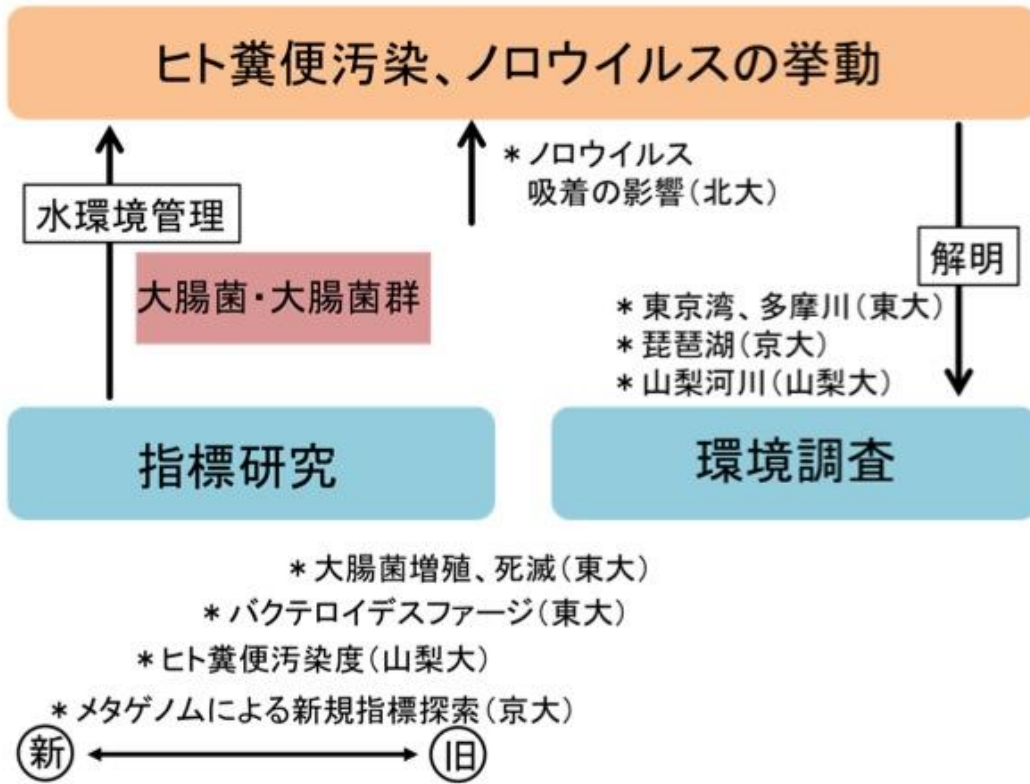 ヒト糞便汚染、ノロウイルスの挙動
＊ノロウイルス
吸着の影響(北大)
水環境管理
解明
大腸菌・大腸菌群
＊東京湾、多摩川(東大)
＊琵琶湖(京大)
＊山梨河川(山梨大)
指標研究
環境調査
＊大腸菌増殖、死滅(東大)
＊バクテロイデスファージ(東大)
＊ヒト糞便汚染度(山梨大)
＊メタゲノムによる新規指標探索(京大)
新
旧